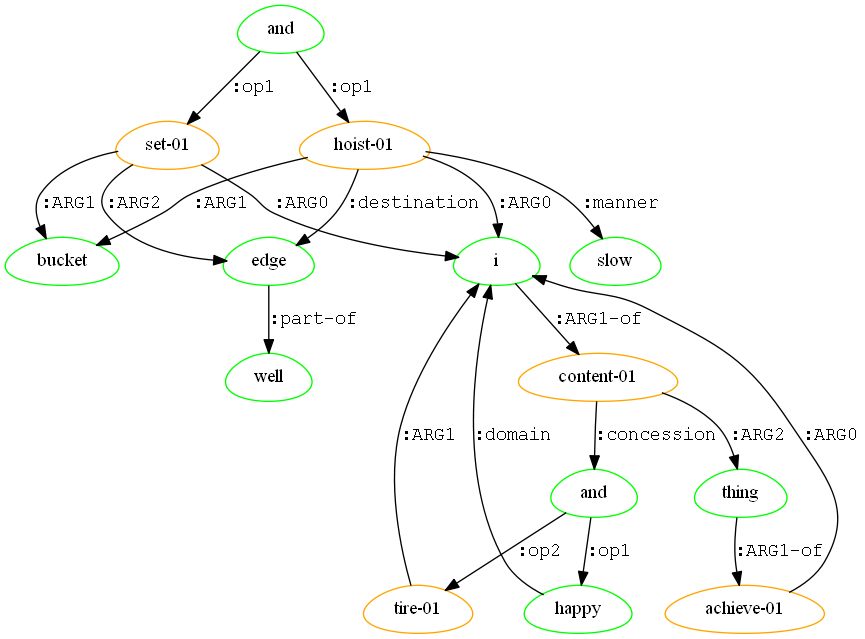 and
:op1 :op1
set-01 hoist-01
:ARG1 :ARG2 :ARG1 :ARG0 :destination :ARG0 :manner
bucket edge i slow
:part-of :ARG1-of
well content-01
:ARG1 :domain :concession :ARG2 :ARG0
and thing
:op2 :op1 :ARG1-of
tire-01 happy achieve-01